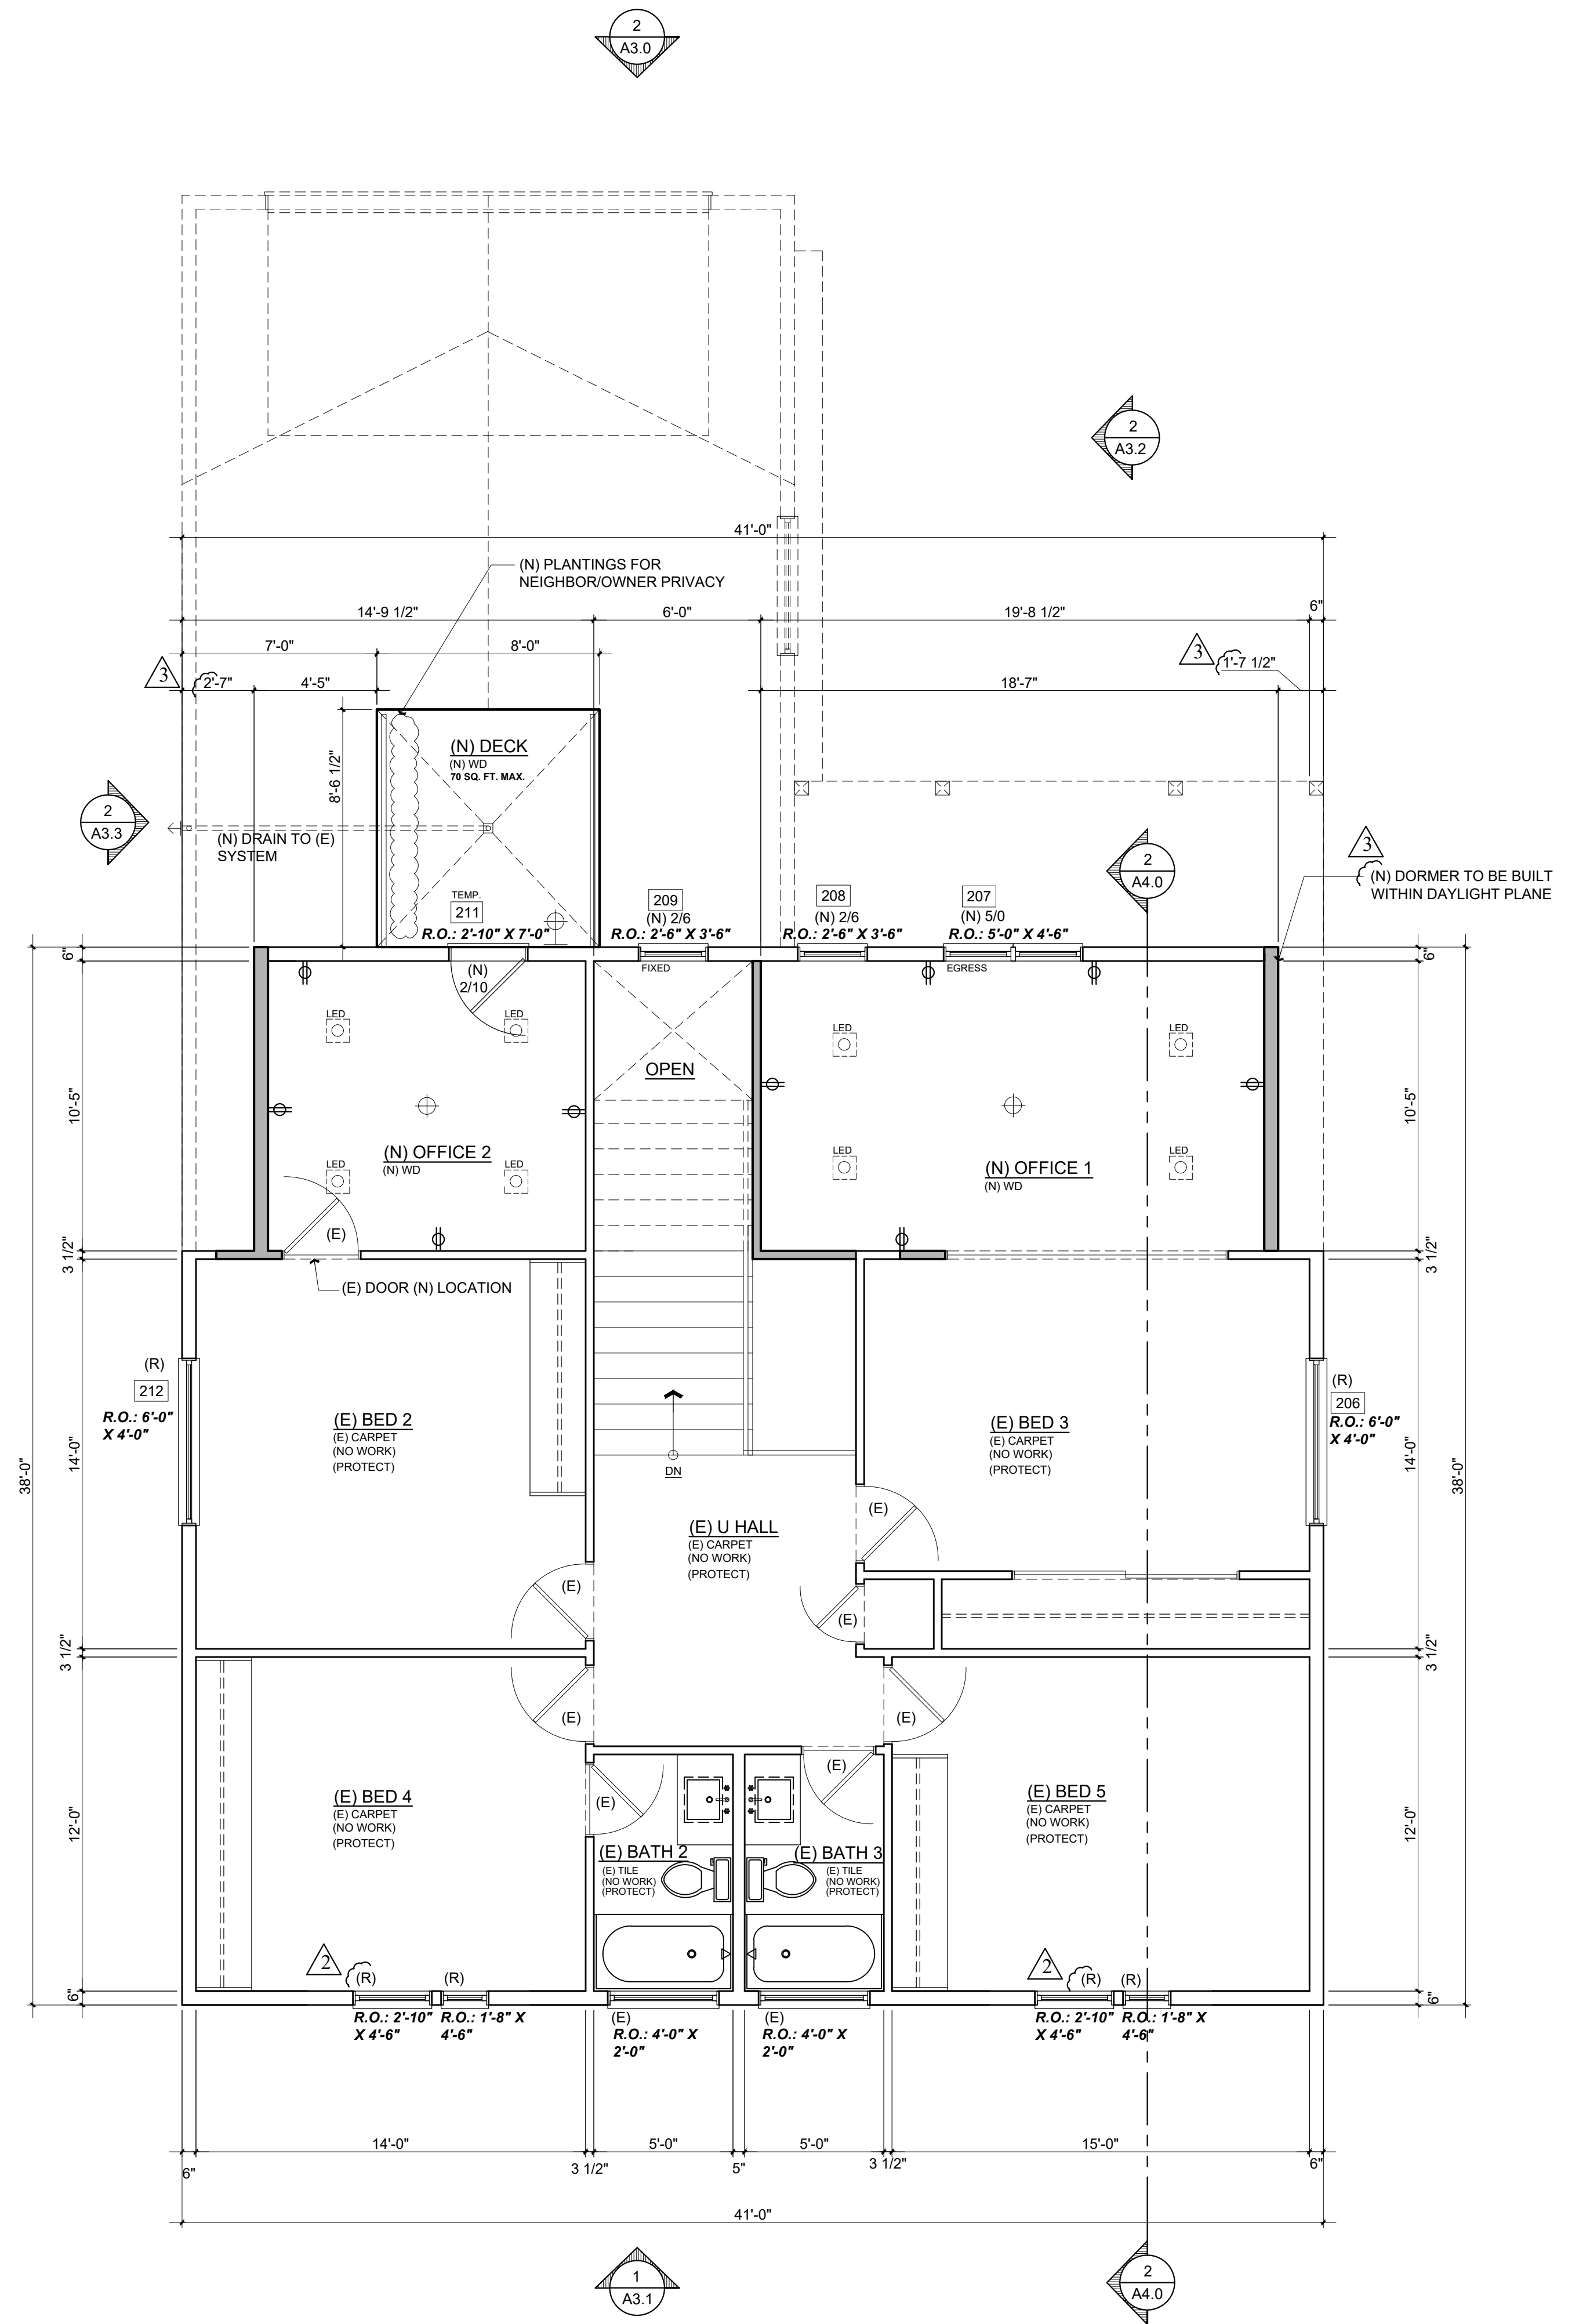 2
A3.0
2
A3.2
41'-0"
(N) PLANTINGS FOR
NEIGHBOR/OWNER PRIVACY
14'-9 1/2"
6'-0"
19'-8 1/2"
6"
7'-0"
8'-0"
3
2'-7"
4'-5"
18'-7"
3
1'-7 1/2"
8'-6 1/2"
(N) DECK
(N) WD
70 SQ. FT. MAX.
2
A3.3
(N) DRAIN TO (E)
SYSTEM
2
A4.0
3
(N) DORMER TO BE BUILT
WITHIN DAYLIGHT PLANE
TEMP.
211
R.O.: 2'-10" X 7'-0"
209
(N) 2/6
R.O.: 2'-6" X 3'-6"
208
(N) 2/6
R.O.: 2'-6" X 3'-6"
207
(N) 5/0
R.O.: 5'-0" X 4'-6"
6"
(N)
2/10
FIXED
EGRESS
6"
LED
LED
LED
LED
OPEN
10'-5"
10'-5"
(N) OFFICE 2
(N) WD
LED
LED
LED
LED
(N) OFFICE 1
(N) WD
(E)
3 1/2"
3 1/2"
(E) DOOR (N) LOCATION
(R)
212
R.O.: 6'-0"
X 4'-0"
(R)
206
R.O.: 6'-0"
X 4'-0"
(E) BED 2
(E) CARPET
(NO WORK)
(PROTECT)
(E) BED 3
(E) CARPET
(NO WORK)
(PROTECT)
DN
38'-0"
14'-0"
14'-0"
38'-0"
(E) U HALL
(E) CARPET
(NO WORK)
(PROTECT)
(E)
(E)
(E)
3 1/2"
3 1/2"
(E)
(E)
(E)
(E)
(E) BED 4
(E) CARPET
(NO WORK)
(PROTECT)
(E) BED 5
(E) CARPET
(NO WORK)
(PROTECT)
12'-0"
12'-0"
(E) BATH 2
(E) TILE
(NO WORK)
(PROTECT)
(E) BATH 3
(E) TILE
(NO WORK)
(PROTECT)
2
(R)
(R)
2
(R)
(R)
6"
6"
R.O.: 2'-10"
X 4'-6"
R.O.: 1'-8" X
4'-6"
(E)
R.O.: 4'-0" X
2'-0"
(E)
R.O.: 4'-0" X
2'-0"
R.O.: 2'-10"
X 4'-6"
R.O.: 1'-8" X
4'-6"
6"
14'-0"
3 1/2"
5'-0"
5"
5'-0"
3 1/2"
15'-0"
6"
41'-0"
1
A3.1
2
A4.0